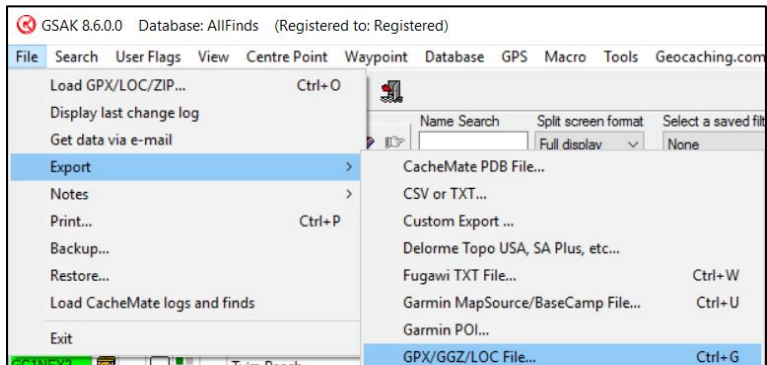 GSAK 8.6.0.0 Database: AllFinds (Registered to: Registered)
File Search User Flags View Centre Point Waypoint Database GPS Macro Tools Geocaching.com
Load GPX/LOC/ZIP... Ctrl+O
Display last change log
Name Search Split screen format Select a saved filt
Get data via e-mail
Full display None
Export
CacheMate PDB File...
Notes
CSV or TXT...
Print... Ctrl+P
Custom Export ...
Backup...
Delorme Topo USA, SA Plus, etc...
Restore...
Fugawi TXT File... Ctrl+W
Load CacheMate logs and finds
Garmin MapSource/BaseCamp File... Ctrl+U
Garmin POI...
Exit
GPX/GGZ/LOC File... Ctrl+G